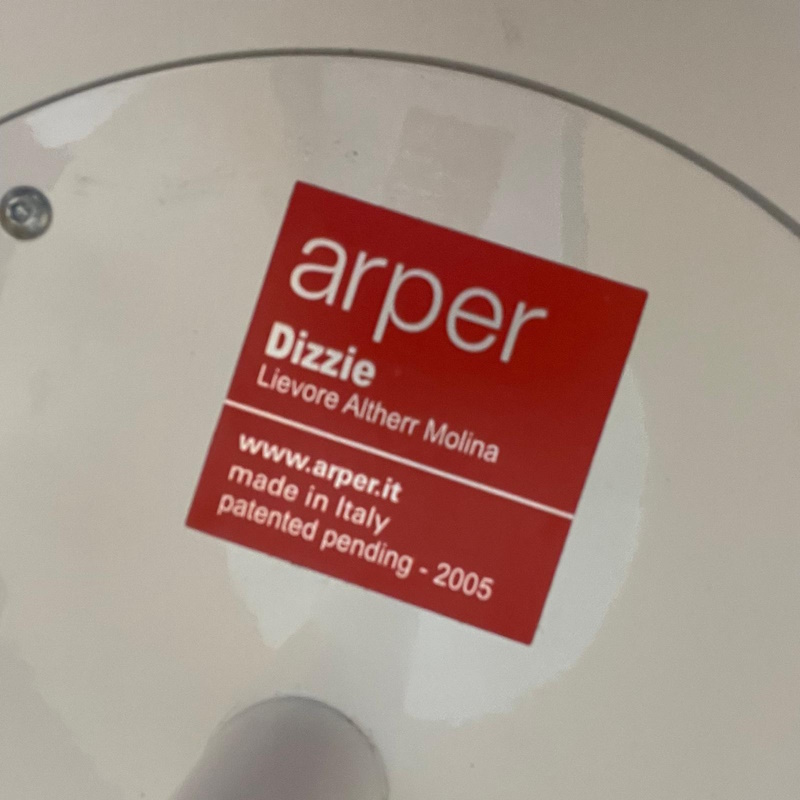 arper
Dizzie
Lievore Altherr Molina
www.arper.it
made in Italy
patented pending - 2005